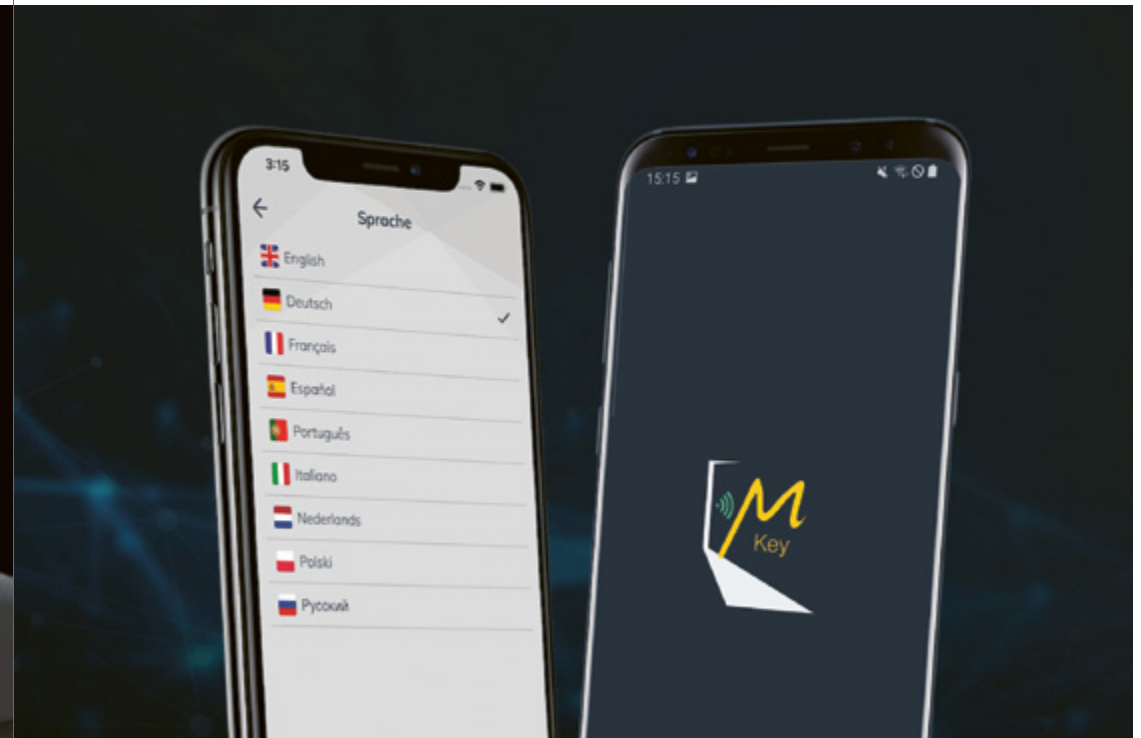 3:15
Sprache
English
Deutsch
Français
Español
Português
Italiano
Nederlands
Polski
Русский
15:15
M
Key